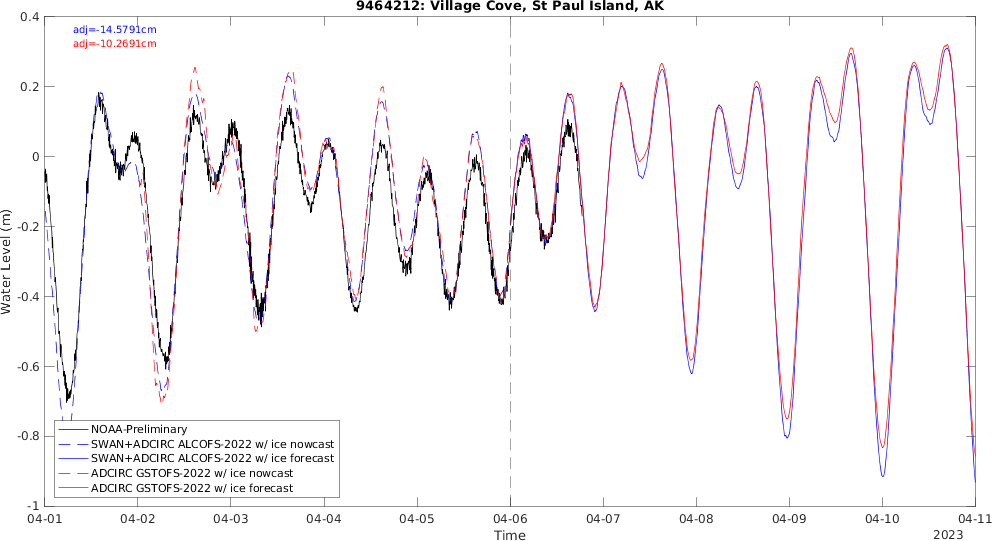 9464212: Village Cove, St Paul Island, AK
adj=-14.5791cm
adj=-10.2691cm
0.4
0.2
0
-0.2
-0.4
-0.6
-0.8
-1
Water Level (m)
NOAA-Preliminary
SWAN+ADCIRC ALCOFS-2022 w/ ice nowcast
SWAN+ADCIRC ALCOFS-2022 w/ ice forecast
ADCIRC GSTOFS-2022 w/ ice nowcast
ADCIRC GSTOFS-2022 w/ ice forecast
04-01 04-02 04-03 04-04 04-05 04-06 04-07 04-08 04-09 04-10 04-11
Time
2023